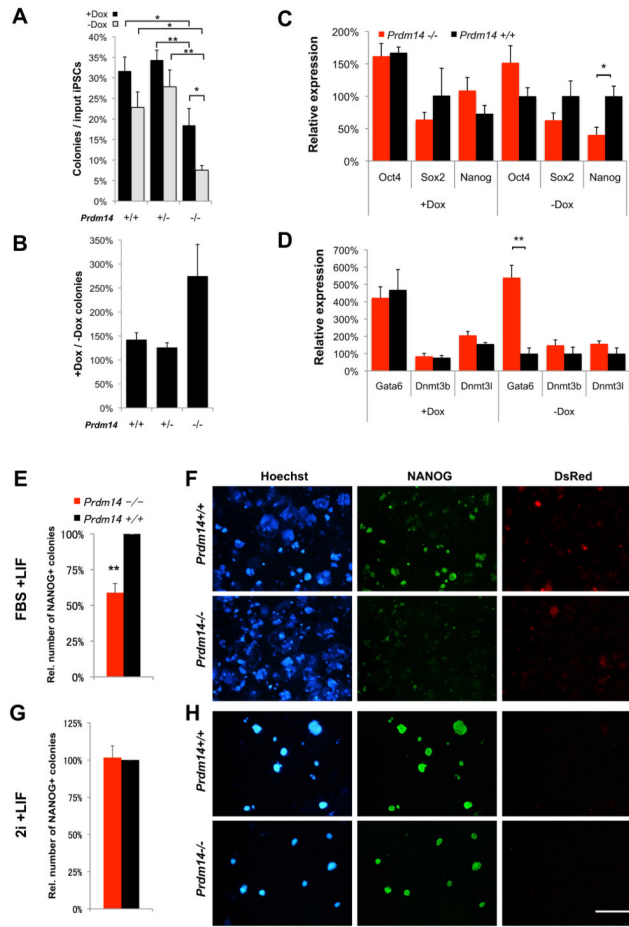 A
+Dox
-Dox
*
*
**
**
*
Colonies / input iPSCs
40%
35%
30%
25%
20%
15%
10%
5%
0%
Prdm14 +/+ +/- -/-
B
+Dox / -Dox colonies
350%
300%
250%
200%
150%
100%
50%
0%
Prdm14 +/+ +/- -/-
C
Prdm14 -/- Prdm14 +/+
*
Relative expression
200%
150%
100%
50%
0%
Oct4 Sox2 Nanog Oct4 Sox2 Nanog
+Dox -Dox
D
**
Relative expression
700%
600%
500%
400%
300%
200%
100%
0%
Gata6 Dnmt3b Dnmt3l Gata6 Dnmt3b Dnmt3l
+Dox -Dox
E
Prdm14 -/-
Prdm14 +/+
FBS +LIF
Rel. number of NANOG+ colonies
100%
75%
50%
25%
0%
**
F
Hoechst NANOG DsRed
Prdm14+/+
Prdm14-/-
G
2i +LIF
Rel. number of NANOG+ colonies
125%
100%
75%
50%
25%
0%
H
Prdm14+/+
Prdm14-/-